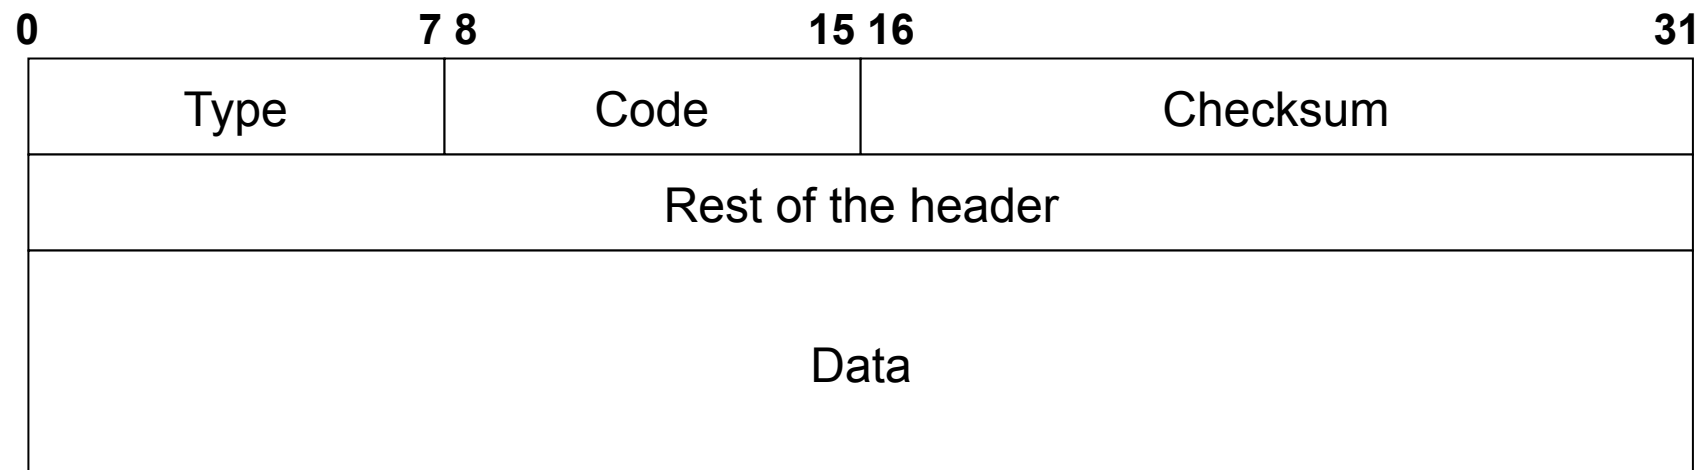 0 7 8 15 16 31
Type Code Checksum
Rest of the header
Data